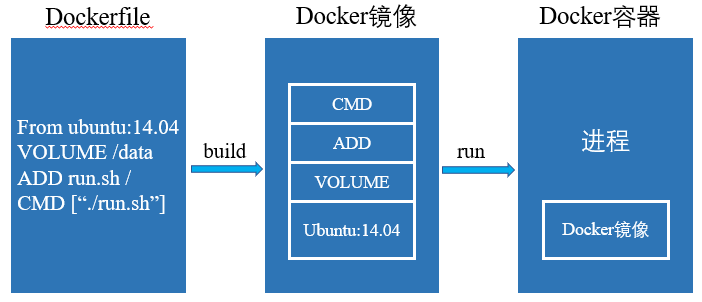 Dockerfile
From ubuntu:14.04
VOLUME /data
ADD run.sh /
CMD [“./run.sh”]
build
Docker镜像
CMD
ADD
VOLUME
Ubuntu:14.04
run
Docker容器
进程
Docker镜像